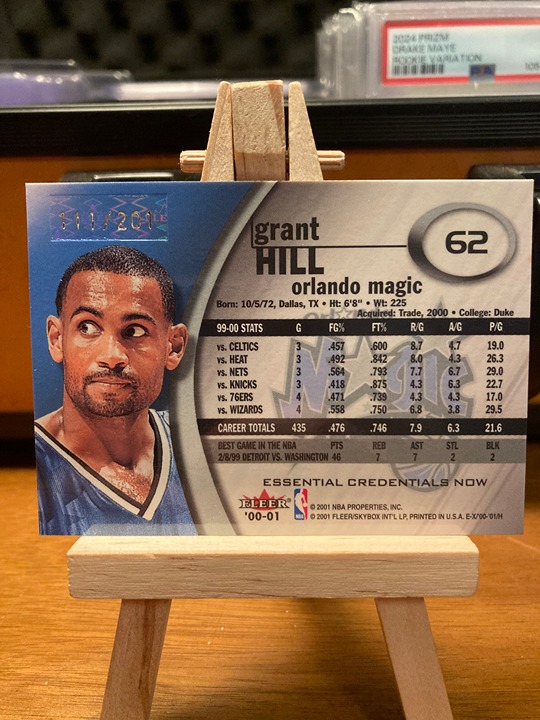 2024 PRIZM
DRAKE MAYE
ROOKIE VARIATION
PSA
grant
HILL
orlando magic
62
Born: 10/5/72, Dallas, TX • Ht: 6'8" • Wt: 225
Acquired: Trade, 2000 • College: Duke
99-00 STATS G FG% FT% R/G A/G P/G
vs. CELTICS 3 .457 .600 8.7 4.7 19.0
vs. HEAT 3 .492 .842 8.0 4.3 26.3
vs. NETS 3 .564 .793 7.7 6.7 29.0
vs. KNICKS 3 .418 .875 4.3 6.3 22.7
vs. 76ERS 4 .471 .739 4.3 4.3 17.0
vs. WIZARDS 4 .558 .750 6.8 3.8 29.5
CAREER TOTALS 435 .476 .746 7.9 6.3 21.6
BEST GAME IN THE NBA PTS REB AST STL BLK
2/8/99 DETROIT VS. WASHINGTON 46 7 7 2 2
ESSENTIAL CREDENTIALS NOW
FLEER
'00-01
NBA
© 2001 NBA PROPERTIES, INC.
© 2001 FLEER/SKYBOX INT'L LP, PRINTED IN U.S.A. E-X/'00-'01/H